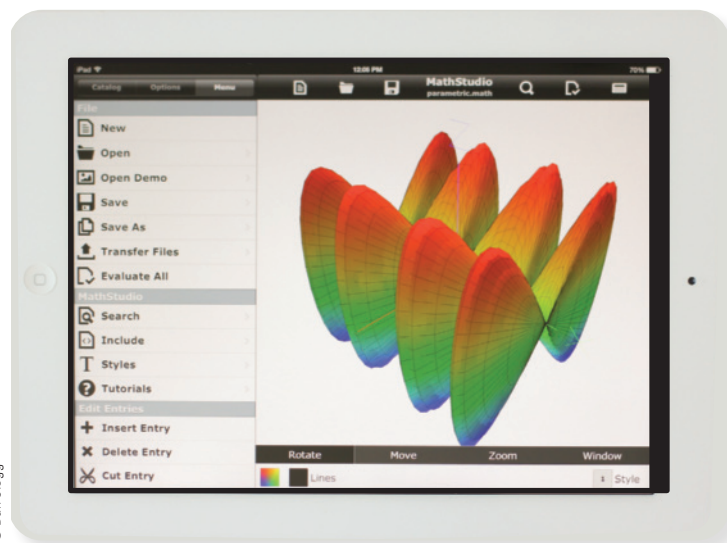 iPad
12:06 PM
70%
Catalog Options Menu
MathStudio
parametric.math
File
New
Open
Open Demo
Save
Save As
Transfer Files
Evaluate All
MathStudio
Search
Include
Styles
Tutorials
Edit Entries
Insert Entry
Delete Entry
Cut Entry
Rotate Move Zoom Window
Lines
Style